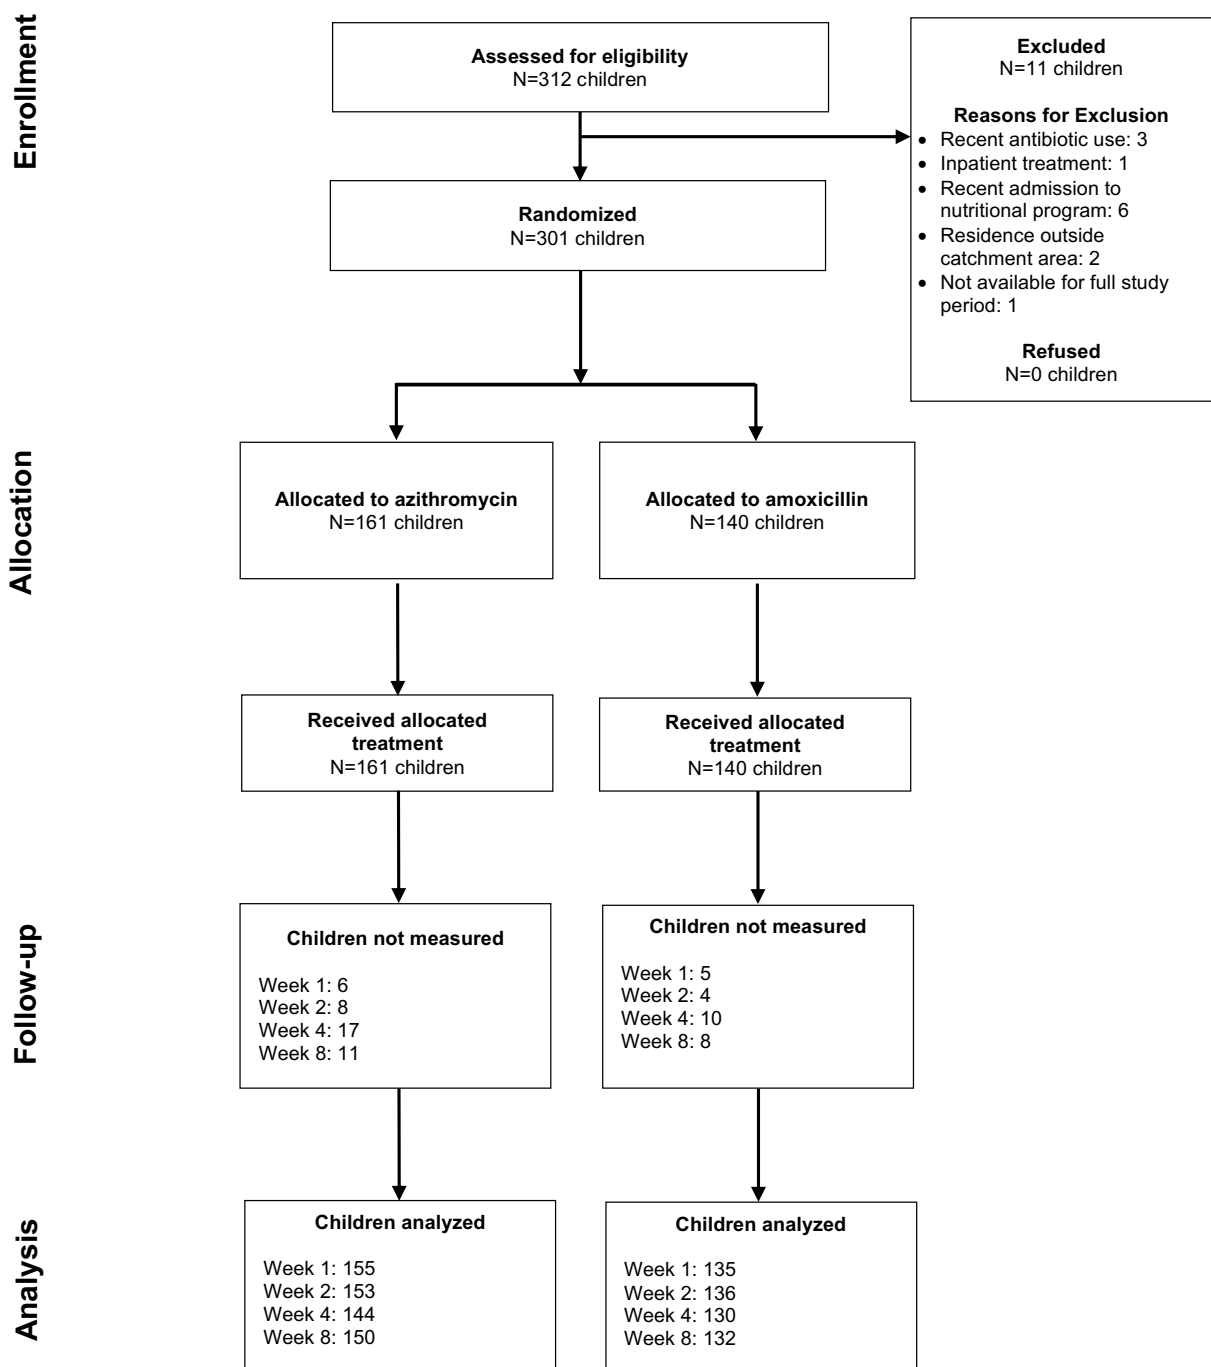 Enrollment
Assessed for eligibility
N=312 children
Excluded
N=11 children
Reasons for Exclusion
• Recent antibiotic use: 3
• Inpatient treatment: 1
• Recent admission to
nutritional program: 6
• Residence outside
catchment area: 2
• Not available for full study
period: 1
Refused
N=0 children
Randomized
N=301 children
Allocation
Allocated to azithromycin
N=161 children
Allocated to amoxicillin
N=140 children
Received allocated
treatment
N=161 children
Received allocated
treatment
N=140 children
Follow-up
Children not measured
Week 1: 6
Week 2: 8
Week 4: 17
Week 8: 11
Children not measured
Week 1: 5
Week 2: 4
Week 4: 10
Week 8: 8
Analysis
Children analyzed
Week 1: 155
Week 2: 153
Week 4: 144
Week 8: 150
Children analyzed
Week 1: 135
Week 2: 136
Week 4: 130
Week 8: 132